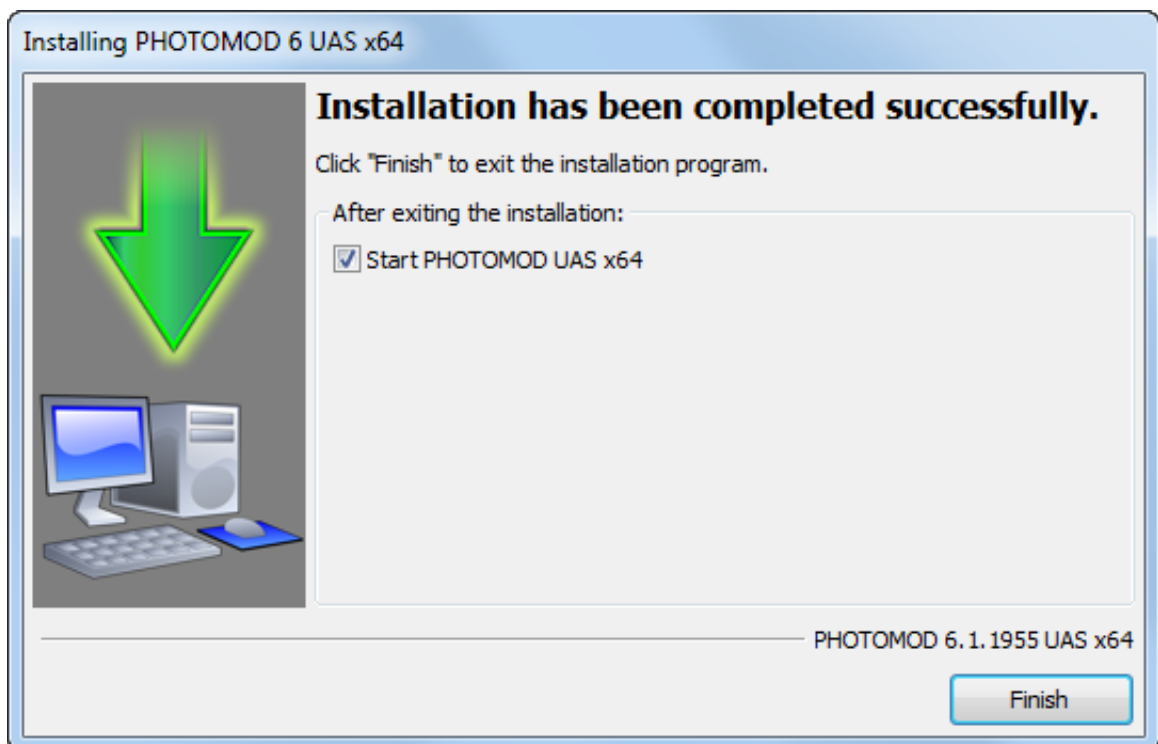 Installing PHOTOMOD 6 UAS x64
Installation has been completed successfully.
Click "Finish" to exit the installation program.
After exiting the installation:
Start PHOTOMOD UAS x64
PHOTOMOD 6.1.1955 UAS x64
Finish